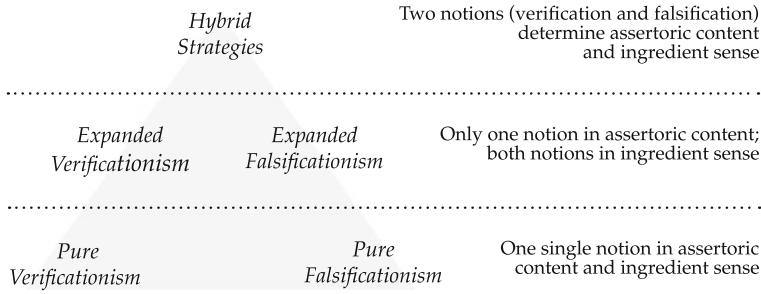 Hybrid
Strategies
Two notions (verification and falsification)
determine assertoric content
and ingredient sense
Expanded
Verificationism
Expanded
Falsificationism
Only one notion in assertoric content;
both notions in ingredient sense
Pure
Verificationism
Pure
Falsificationism
One single notion in assertoric
content and ingredient sense